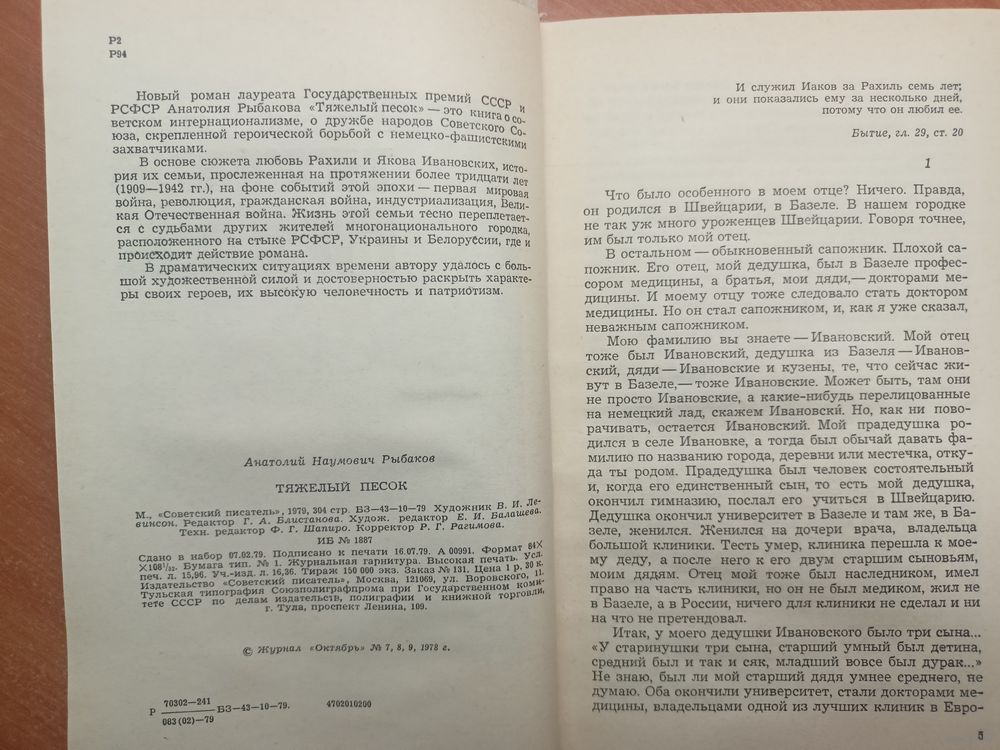 Р2
Р94
Новый роман лауреата Государственных премий СССР и
РСФСР Анатолия Рыбакова «Тяжелый песок» — это книга о со-
ветском интернационализме, о дружбе народов Советского Со-
юза, скрепленной героической борьбой с немецко-фашистскими
захватчиками.
В основе сюжета любовь Рахили и Якова Ивановских, исто-
рия их семьи, прослеженная на протяжении более тридцати лет
(1909—1942 гг.), на фоне событий этой эпохи — первая мировая
война, революция, гражданская война, индустриализация, Вели-
кая Отечественная война. Жизнь этой семьи тесно переплетает-
ся с судьбами других жителей многонационального городка,
расположенного на стыке РСФСР, Украины и Белоруссии, где и
происходит действие романа.
В драматических ситуациях времени автору удалось с боль-
шой художественной силой и достоверностью раскрыть характе-
ры своих героев, их высокую человечность и патриотизм.
Анатолий Наумович Рыбаков
ТЯЖЕЛЫЙ ПЕСОК
М., «Советский писатель», 1979, 304 стр. ВЗ—43—10—79 Художник В. И. Ле-
винсон. Редактор Г. А. Блистанова. Худож. редактор Е. И. Балашева.
Техн. редактор Ф. Г. Шапиро. Корректор Р. Г. Рагимова.
ИБ № 1887
Сдано в набор 07.02.79. Подписано к печати 16.07.79. А 00991. Формат 84×
×108¹/₃₂. Бумага тип. № 1. Журнальная гарнитура. Высокая печать. Усл.
печ. л. 15,96. Уч.-изд. л. 16,36. Тираж 150 000 экз. Заказ № 131. Цена 1 р. 30 к.
Издательство «Советский писатель», Москва, 121069, ул. Воровского, 11.
Тульская типография Союзполиграфпрома при Государственном коми-
тете СССР по делам издательств, полиграфии и книжной торговли,
г. Тула, проспект Ленина, 109.
© Журнал «Октябрь» № 7, 8, 9, 1978 г.
70302—241
Р ВЗ—43—10—79. 4702010200
083(02)—79
И служил Иаков за Рахиль семь лет;
и они показались ему за несколько дней,
потому что он любил ее.
Бытие, гл. 29, ст. 20
1
Что было особенного в моем отце? Ничего. Правда,
он родился в Швейцарии, в Базеле. В нашем городке
не так уж много уроженцев Швейцарии. Говоря точнее,
им был только мой отец.
В остальном — обыкновенный сапожник. Плохой са-
пожник. Его отец, мой дедушка, был в Базеле профес-
сором медицины, а братья, мои дяди,— докторами ме-
дицины. И моему отцу тоже следовало стать доктором
медицины. Но он стал сапожником, и, как я уже сказал,
неважным сапожником.
Мою фамилию вы знаете — Ивановский. Мой отец
тоже был Ивановский, дедушка из Базеля — Иванов-
ский, дяди — Ивановские и кузены, те, что сейчас жи-
вут в Базеле,— тоже Ивановские. Может быть, там они
не просто Ивановские, а какие-нибудь перелицованные
на немецкий лад, скажем Ивановскй. Но, как ни пово-
рачивать, остается Ивановский. Мой прадедушка ро-
дился в селе Ивановке, а тогда был обычай давать фа-
милию по названию города, деревни или местечка, отку-
да ты родом. Прадедушка был человек состоятельный
и, когда его единственный сын, то есть мой дедушка,
окончил гимназию, послал его учиться в Швейцарию.
Дедушка окончил университет в Базеле и там же, в Ба-
зеле, женился. Женился на дочери врача, владельца
большой клиники. Тесть умер, клиника перешла к мое-
му деду, а после него к его двум старшим сыновьям,
моим дядям. Отец мой тоже был наследником, имел
право на часть клиники, но он не был медиком, жил не
в Базеле, а в России, ничего для клиники не сделал и ни
на что не претендовал.
Итак, у моего дедушки Ивановского было три сына...
«У старинушки три сына, старший умный был детина,
средний был и так и сяк, младший вовсе был дурак...»
Не знаю, был ли мой старший дядя умнее среднего, не
думаю. Оба окончили университет, стали докторами ме-
дицины, владельцами одной из лучших клиник в Евро-
5